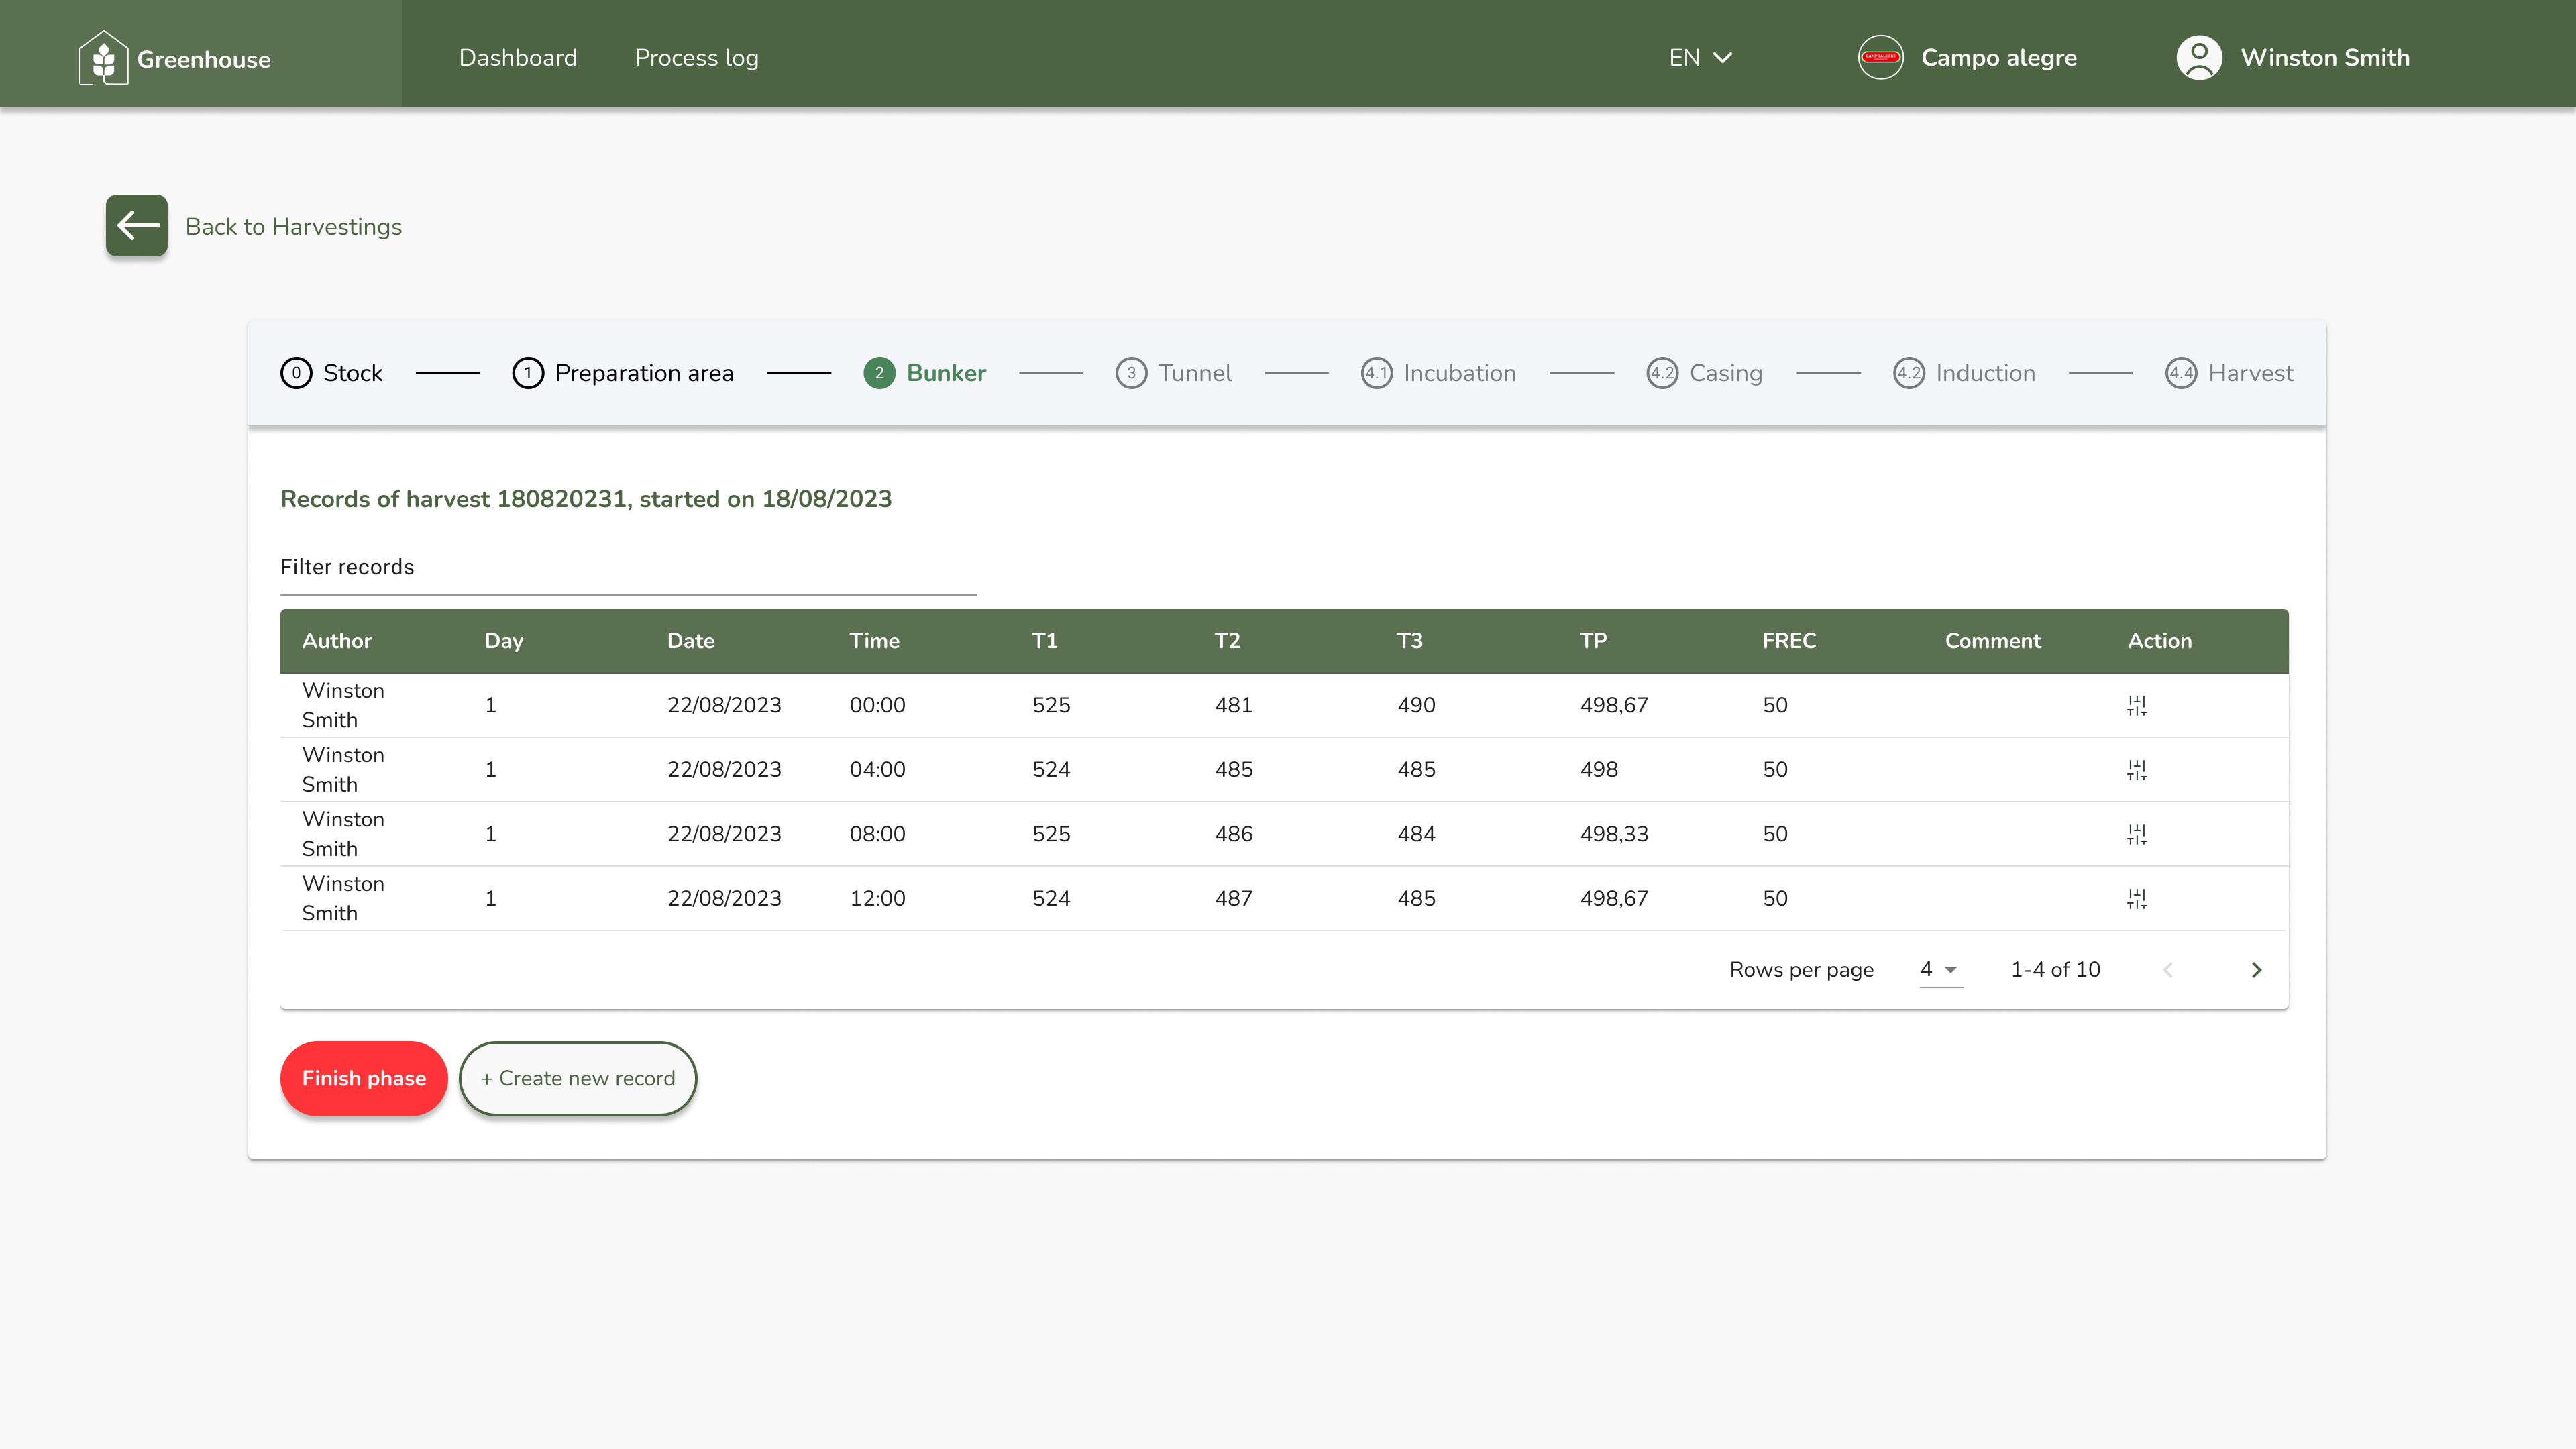 Greenhouse Dashboard Process log EN Campo alegre Winston Smith
Back to Harvestings
0 Stock 1 Preparation area 2 Bunker 3 Tunnel 4.1 Incubation 4.2 Casing 4.2 Induction 4.4 Harvest
Records of harvest 180820231, started on 18/08/2023
Filter records
Author Day Date Time T1 T2 T3 TP FREC Comment Action
Winston
Smith 1 22/08/2023 00:00 525 481 490 498,67 50
Winston
Smith 1 22/08/2023 04:00 524 485 485 498 50
Winston
Smith 1 22/08/2023 08:00 525 486 484 498,33 50
Winston
Smith 1 22/08/2023 12:00 524 487 485 498,67 50
Rows per page 4 1-4 of 10
Finish phase + Create new record